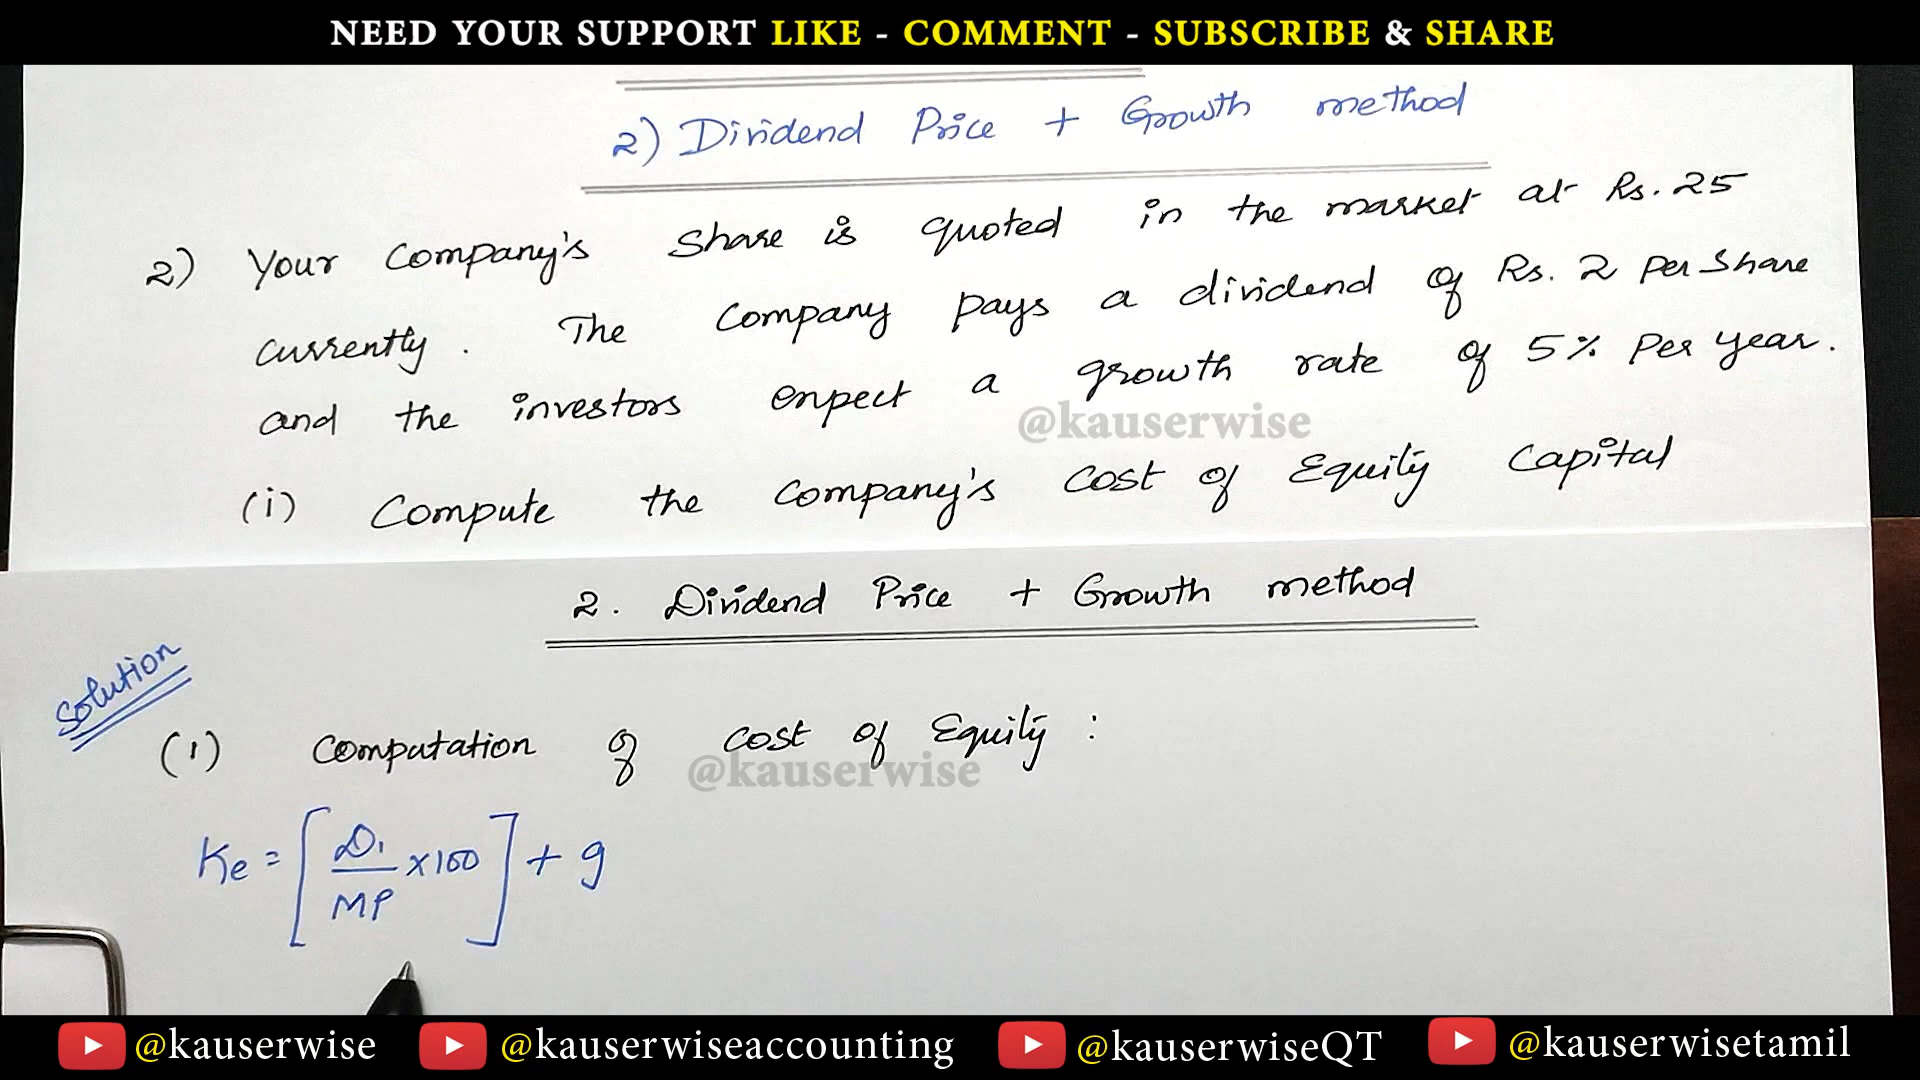 NEED YOUR SUPPORT LIKE - COMMENT - SUBSCRIBE & SHARE
2) Dividend Price + Growth method
2) Your Company's Share is quoted in the market at Rs. 25
currently. The Company pays a dividend of Rs. 2 per share
and the investors expect a growth rate of 5% per year.
@kauserwise
(i) Compute the Company's Cost of Equity Capital
2. Dividend Price + Growth method
Solution
(1) Computation of Cost of Equity :
@kauserwise
Ke = [ D1 / MP × 100 ] + g
@kauserwise @kauserwiseaccounting @kauserwiseQT @kauserwisetamil